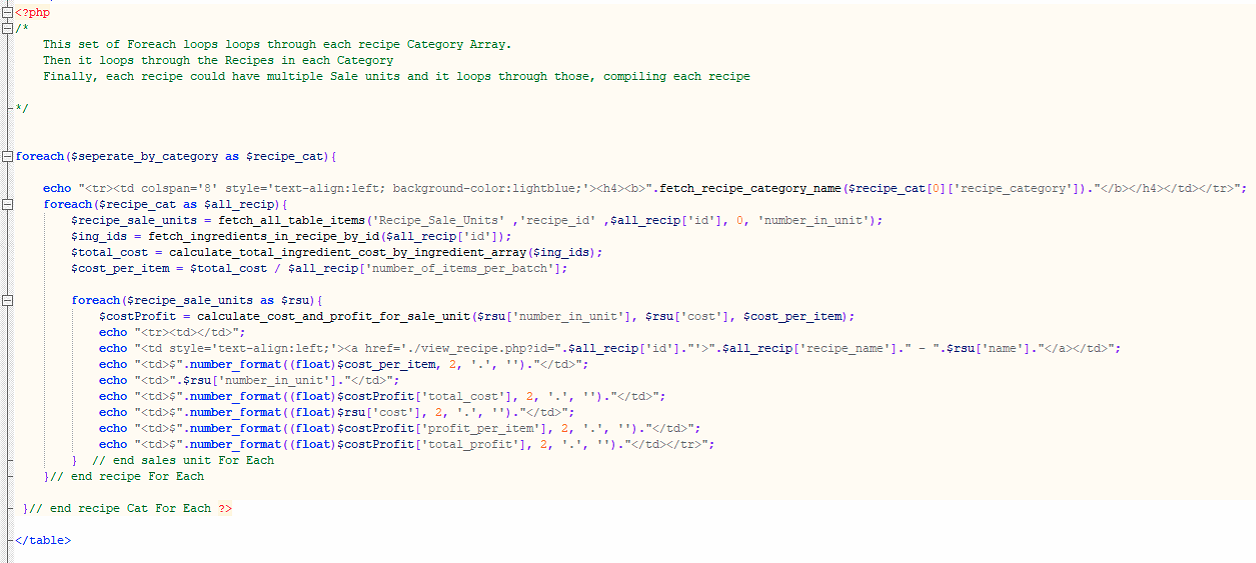 <?php
/*
This set of Foreach loops loops through each recipe Category Array.
Then it loops through the Recipes in each Category
Finally, each recipe could have multiple Sale units and it loops through those, compiling each recipe
*/
foreach($seperate_by_category as $recipe_cat){
echo "<tr><td colspan='8' style='text-align:left; background-color:lightblue;'><h4><b>".fetch_recipe_category_name($recipe_cat[0]['recipe_category'])."</b></h4></td></tr>";
foreach($recipe_cat as $all_recip){
$recipe_sale_units = fetch_all_table_items('Recipe_Sale_Units' ,'recipe_id' ,$all_recip['id'], 0, 'number_in_unit');
$ing_ids = fetch_ingredients_in_recipe_by_id($all_recip['id']);
$total_cost = calculate_total_ingredient_cost_by_ingredient_array($ing_ids);
$cost_per_item = $total_cost / $all_recip['number_of_items_per_batch'];
foreach($recipe_sale_units as $rsu){
$costProfit = calculate_cost_and_profit_for_sale_unit($rsu['number_in_unit'], $rsu['cost'], $cost_per_item);
echo "<tr><td></td>";
echo "<td style='text-align:left;'><a href='./view_recipe.php?id=".$all_recip['id']."'>".$all_recip['recipe_name']." - ".$rsu['name']."</a></td>";
echo "<td>$".number_format((float)$cost_per_item, 2, '.', '')."</td>";
echo "<td>".$rsu['number_in_unit']."</td>";
echo "<td>$".number_format((float)$costProfit['total_cost'], 2, '.', '')."</td>";
echo "<td>$".number_format((float)$rsu['cost'], 2, '.', '')."</td>";
echo "<td>$".number_format((float)$costProfit['profit_per_item'], 2, '.', '')."</td>";
echo "<td>$".number_format((float)$costProfit['total_profit'], 2, '.', '')."</td></tr>";
} // end sales unit For Each
}// end recipe For Each
}// end recipe Cat For Each ?>
</table>